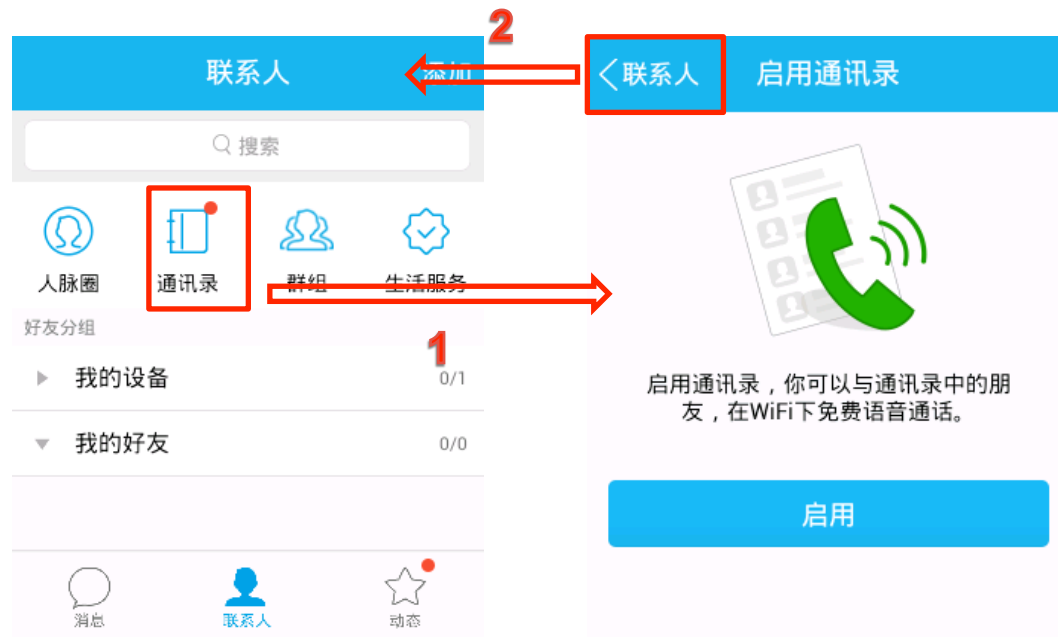 2
联系人
添加
搜索
人脉圈
通讯录
群组
生活服务
好友分组
1
我的设备
0/1
我的好友
0/0
消息
联系人
动态
联系人
启用通讯录
启用通讯录，你可以与通讯录中的朋
友，在WiFi下免费语音通话。
启用